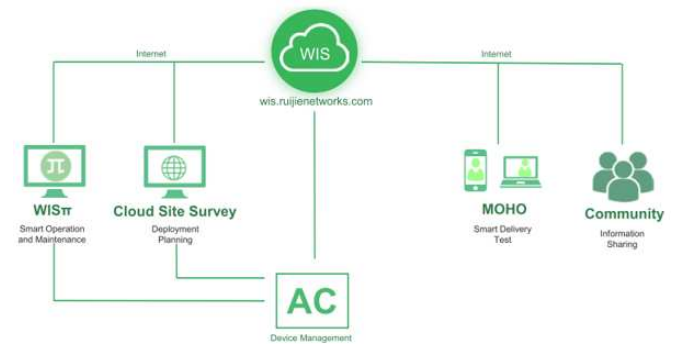 WIS
Internet
Internet
wis.ruijienetworks.com
π
WISπ
Smart Operation
and Maintenance
Cloud Site Survey
Deployment
Planning
MOHO
Smart Delivery
Test
Community
Information
Sharing
AC
Device Management